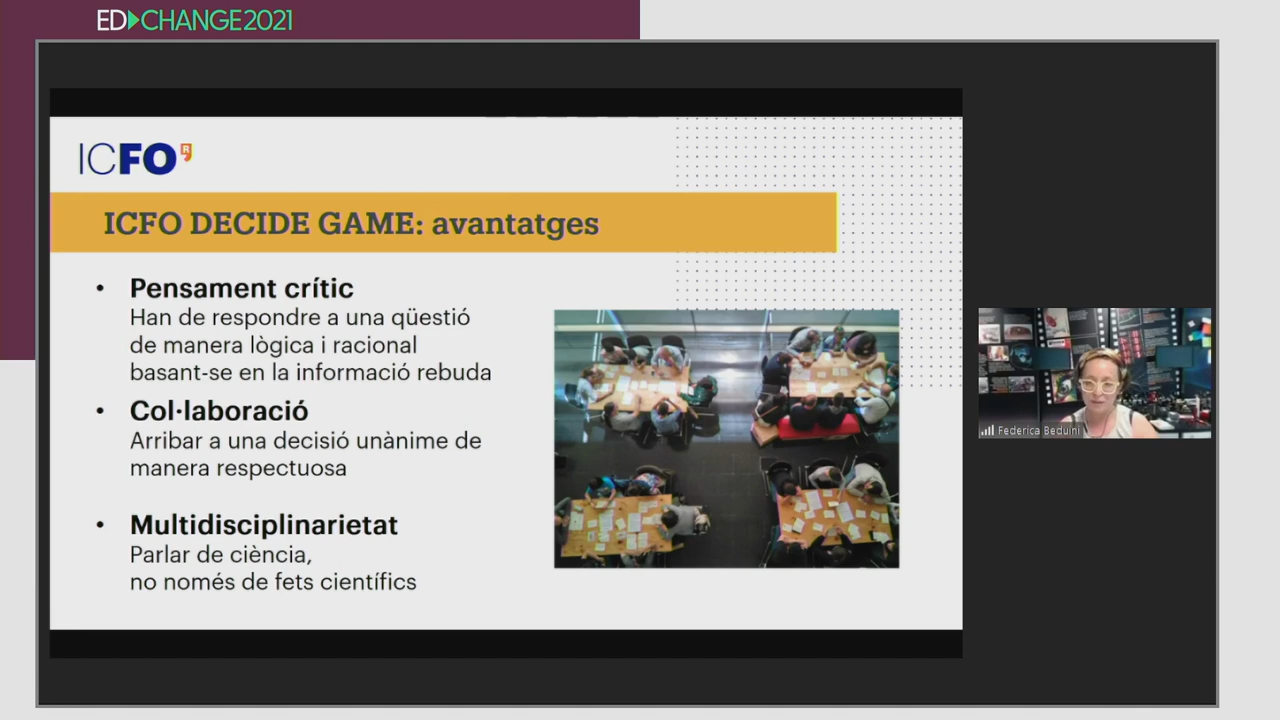 ED CHANGE2021
ICFO R
ICFO DECIDE GAME: avantatges
• Pensament crític
Han de respondre a una qüestió
de manera lògica i racional
basant-se en la informació rebuda
• Col·laboració
Arribar a una decisió unànime de
manera respectuosa
• Multidisciplinarietat
Parlar de ciència,
no només de fets científics
Federica Beduini